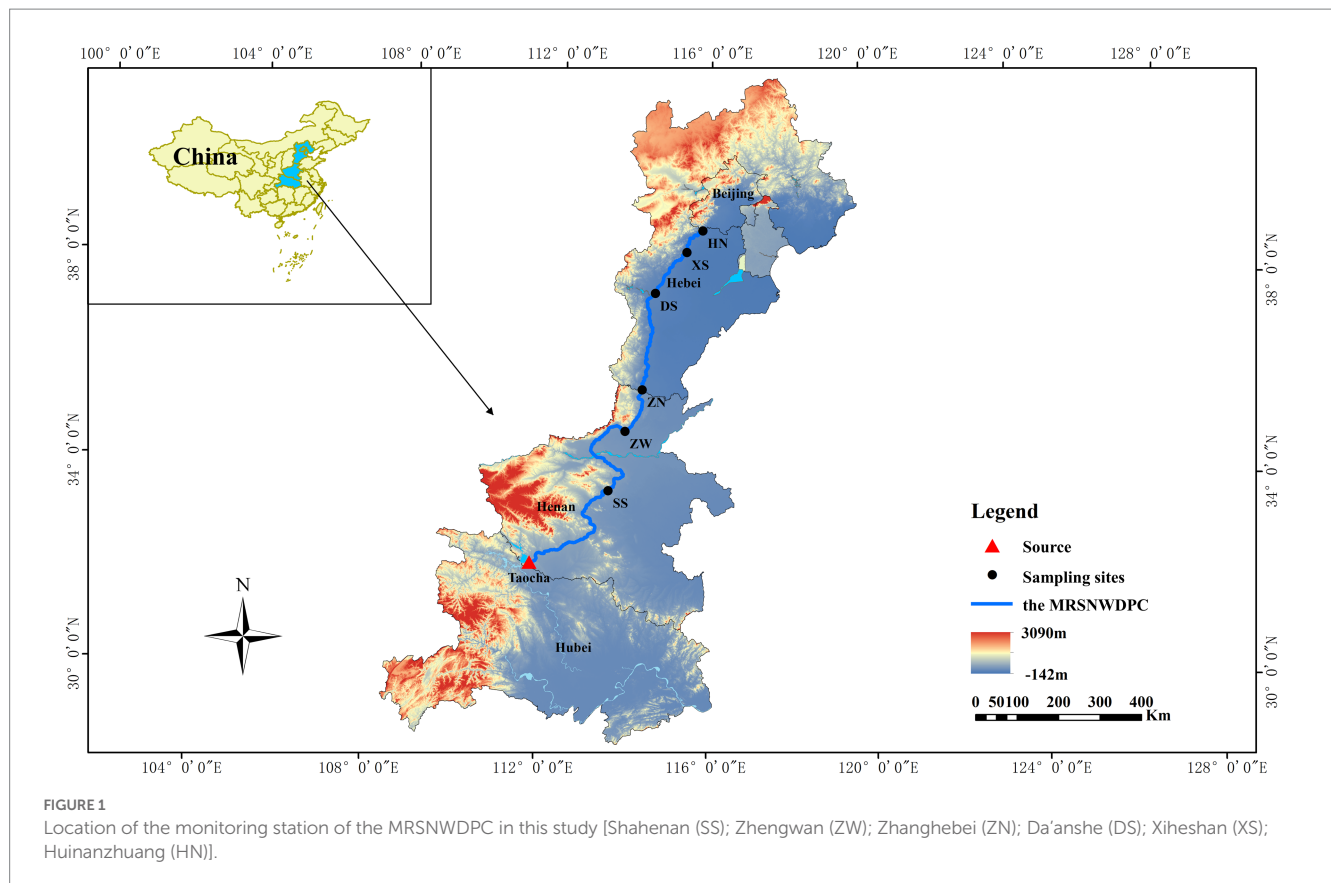 100° 0′ 0″E 104° 0′ 0″E 108° 0′ 0″E 112° 0′ 0″E 116° 0′ 0″E 120° 0′ 0″E 124° 0′ 0″E 128° 0′ 0″E
China
Beijing
38° 0′ 0″N
HN
38° 0′ 0″N
XS
Hebei
DS
ZN
ZW
34° 0′ 0″N
34° 0′ 0″N
SS
Henan
Taocha
Hubei
N
30° 0′ 0″N
30° 0′ 0″N
Legend
Source
Sampling sites
the MRSNWDPC
3090m
-142m
0 50100 200 300 400
Km
104° 0′ 0″E 108° 0′ 0″E 112° 0′ 0″E 116° 0′ 0″E 120° 0′ 0″E 124° 0′ 0″E 128° 0′ 0″E
FIGURE 1
Location of the monitoring station of the MRSNWDPC in this study [Shahenan (SS); Zhengwan (ZW); Zhanghebei (ZN); Da’anshe (DS); Xiheshan (XS);
Huinanzhuang (HN)].